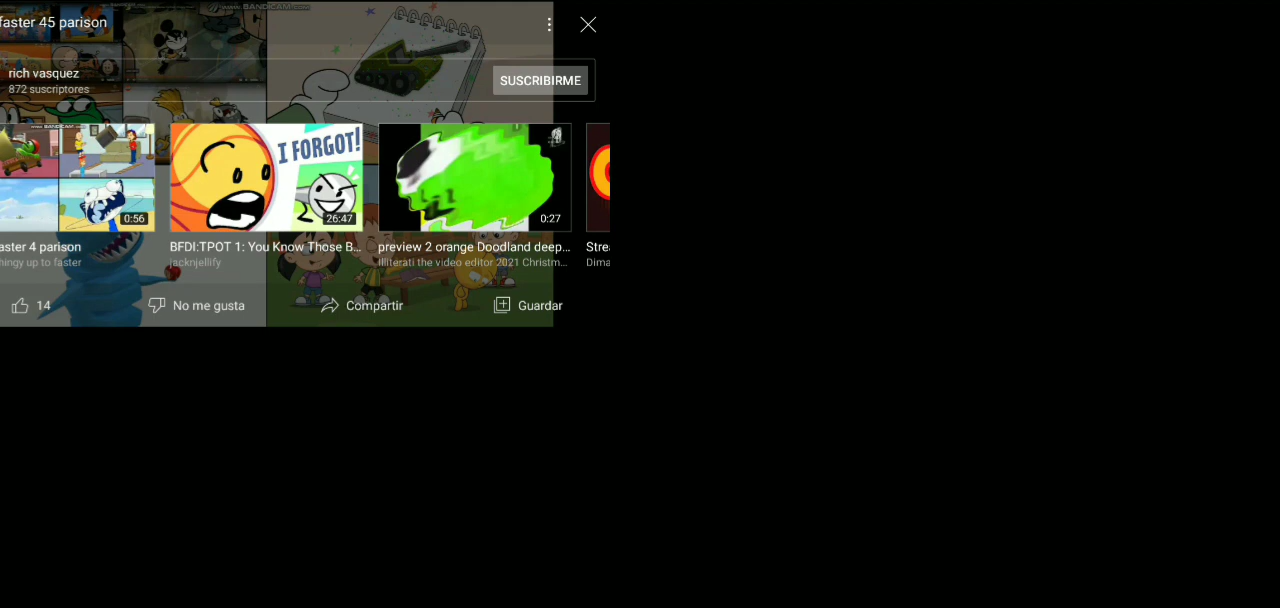 faster 45 parison
rich vasquez
872 suscriptores
SUSCRIBIRME
I FORGOT!
0:56
26:47
0:27
aster 4 parison
hingy up to faster
BFDI:TPOT 1: You Know Those B...
jacknjellify
preview 2 orange Doodland deep...
Illiterati the video editor 2021 Christm...
Strea
Dima
14
No me gusta
Compartir
Guardar